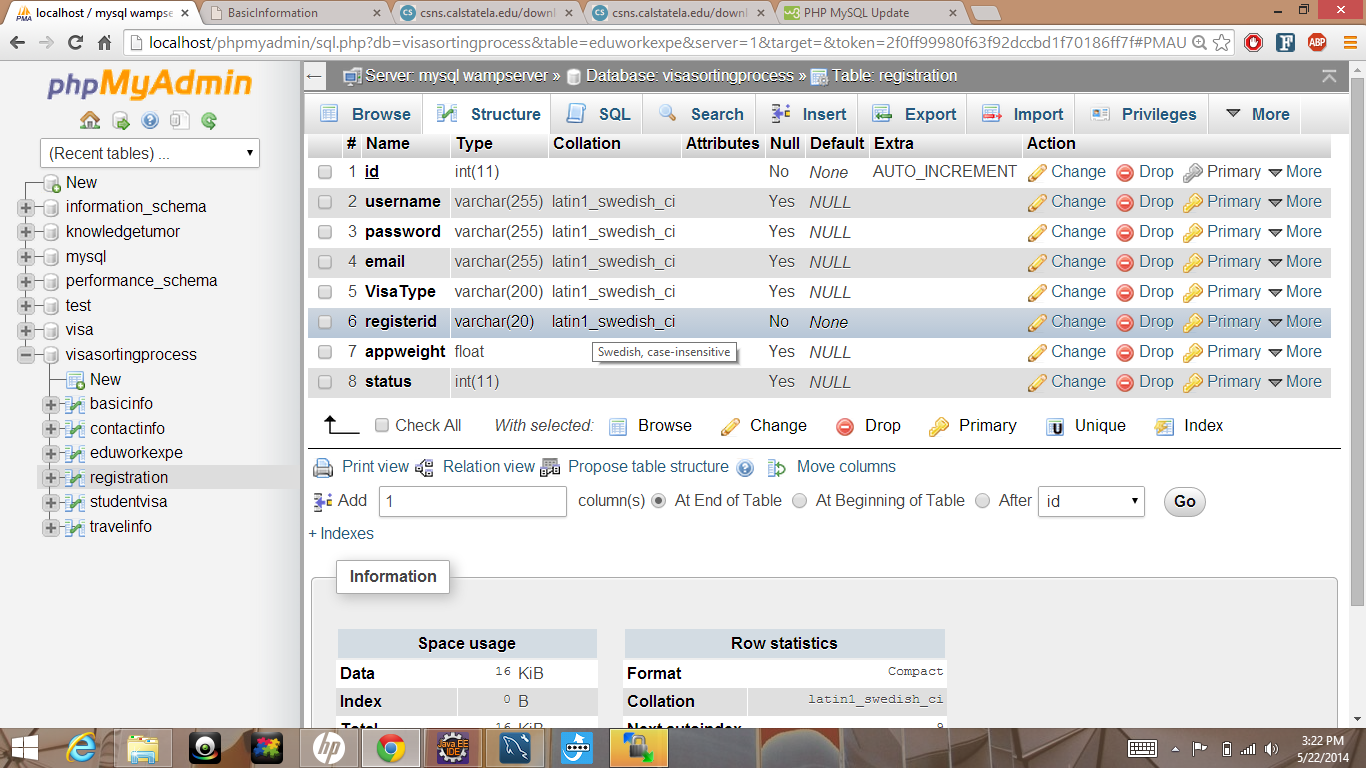 localhost / mysql wampse
BasicInformation
csns.calstatela.edu/downl
csns.calstatela.edu/downl
PHP MySQL Update
localhost/phpmyadmin/sql.php?db=visasortingprocess&table=eduworkexpe&server=1&target=&token=2f0ff99980f63f92dccbd1f70186ff7f#PMAU
ABP
phpMyAdmin
(Recent tables) ...
New
information_schema
knowledgetumor
mysql
performance_schema
test
visa
visasortingprocess
New
basicinfo
contactinfo
eduworkexpe
registration
studentvisa
travelinfo
Server: mysql wampserver » Database: visasortingprocess » Table: registration
Browse Structure SQL Search Insert Export Import Privileges More
# Name Type Collation Attributes Null Default Extra Action
1 id int(11) No None AUTO_INCREMENT Change Drop Primary More
2 username varchar(255) latin1_swedish_ci Yes NULL Change Drop Primary More
3 password varchar(255) latin1_swedish_ci Yes NULL Change Drop Primary More
4 email varchar(255) latin1_swedish_ci Yes NULL Change Drop Primary More
5 VisaType varchar(200) latin1_swedish_ci Yes NULL Change Drop Primary More
6 registerid varchar(20) latin1_swedish_ci No None Change Drop Primary More
7 appweight float Yes NULL Change Drop Primary More
Swedish, case-insensitive
8 status int(11) Yes NULL Change Drop Primary More
Check All With selected: Browse Change Drop Primary Unique Index
Print view Relation view Propose table structure Move columns
Add 1 column(s) At End of Table At Beginning of Table After id Go
+ Indexes
Information
Space usage
Data 16 KiB
Index 0 B
Total 16 KiB
Row statistics
Format Compact
Collation latin1_swedish_ci
Next autoindex 9
3:22 PM
5/22/2014